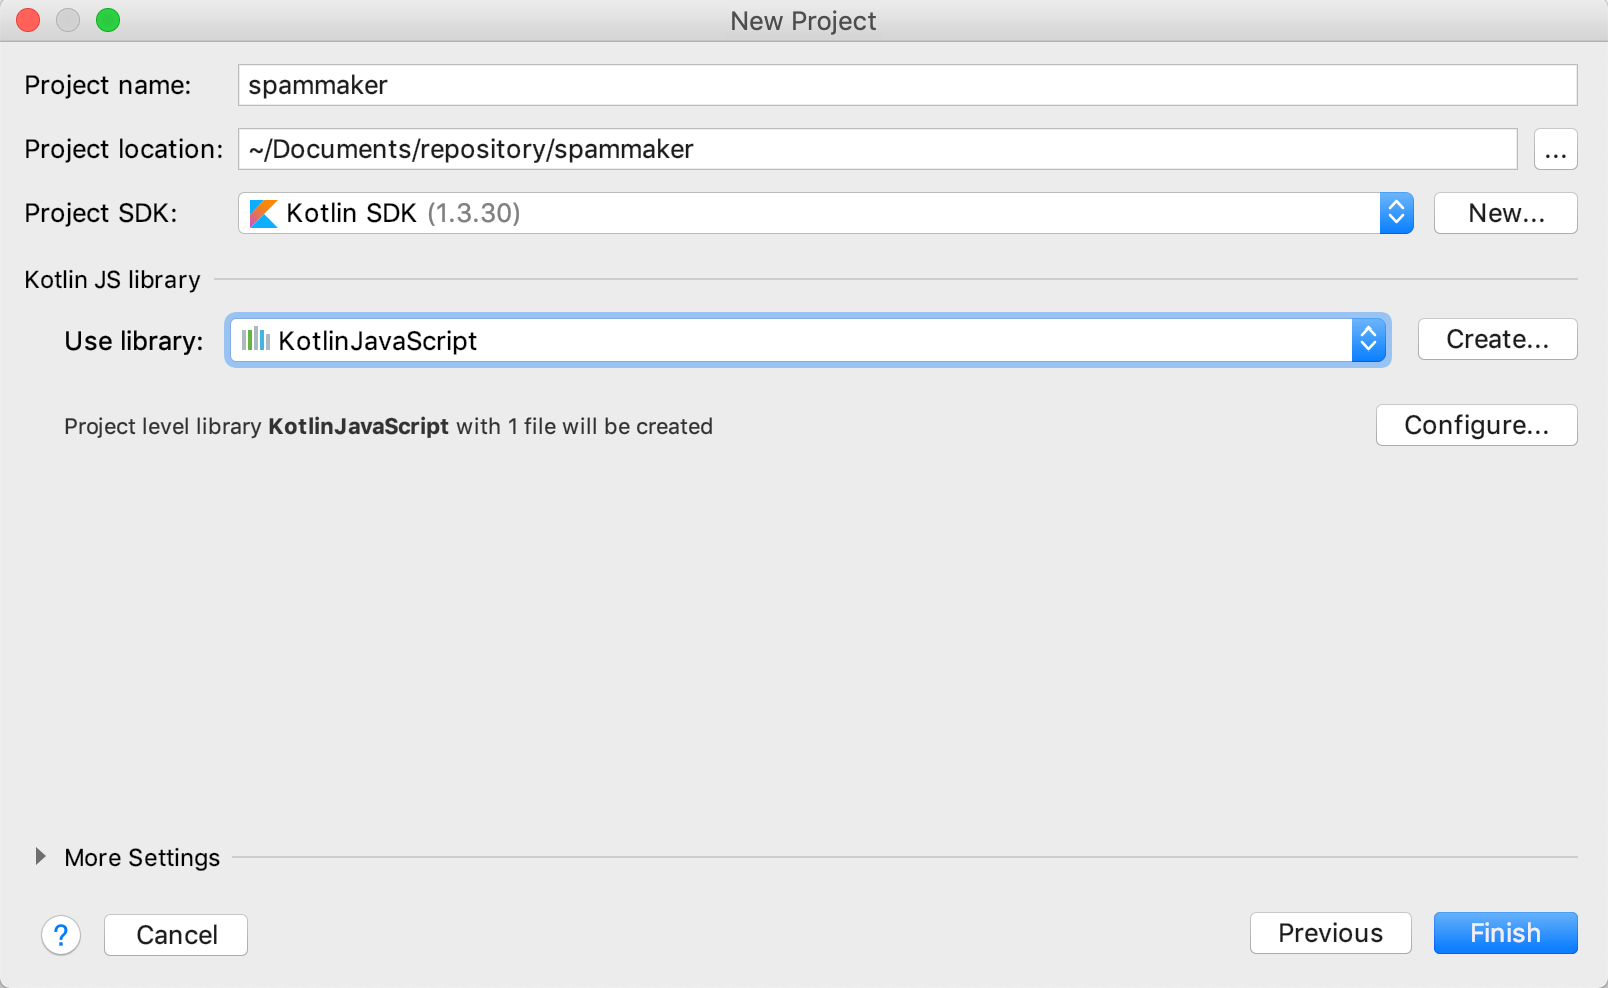 New Project
Project name: spammaker
Project location: ~/Documents/repository/spammaker ...
Project SDK: Kotlin SDK (1.3.30) New...
Kotlin JS library
Use library: KotlinJavaScript Create...
Project level library KotlinJavaScript with 1 file will be created Configure...
More Settings
? Cancel Previous Finish